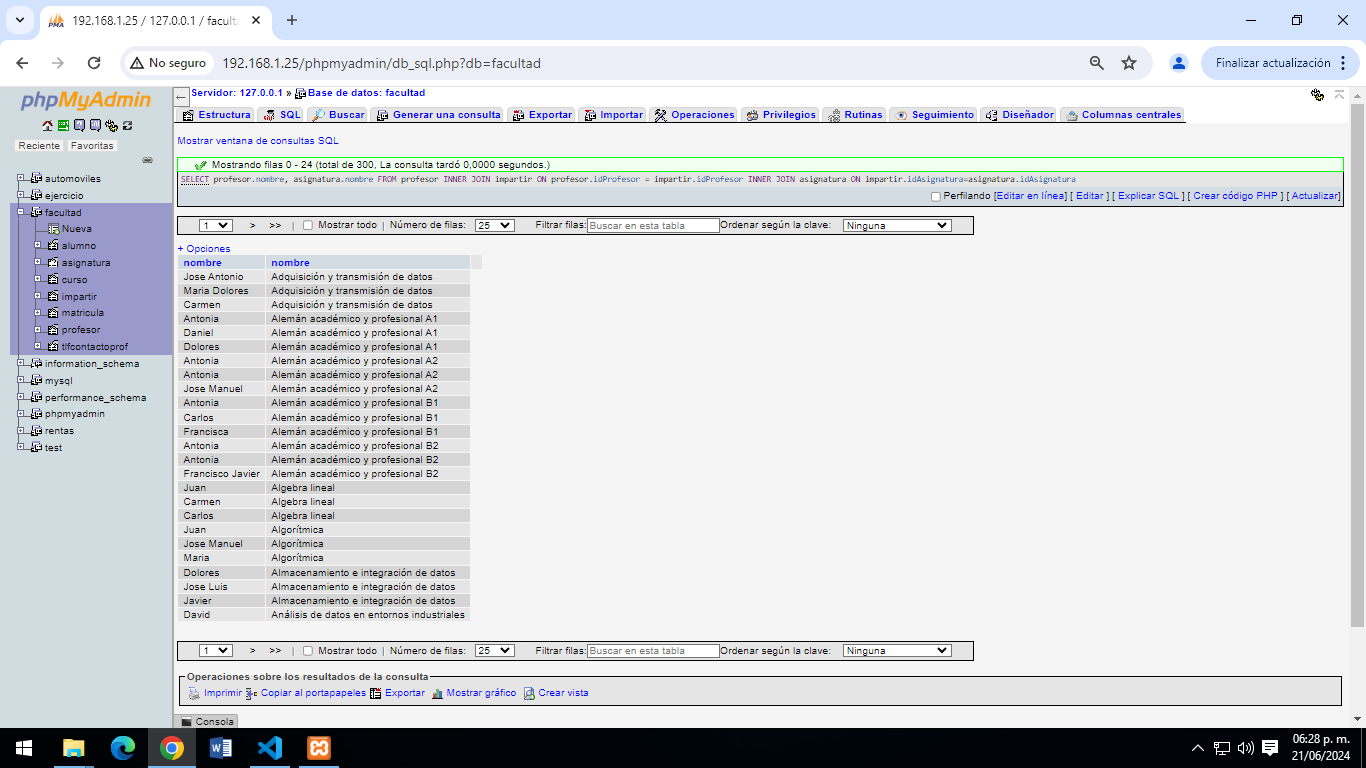 192.168.1.25 / 127.0.0.1 / facult
No seguro
192.168.1.25/phpmyadmin/db_sql.php?db=facultad
Finalizar actualización
phpMyAdmin
Reciente Favoritas
automoviles
ejercicio
facultad
Nueva
alumno
asignatura
curso
impartir
matricula
profesor
tifcontactoprof
information_schema
mysql
performance_schema
phpmyadmin
rentas
test
Servidor: 127.0.0.1 » Base de datos: facultad
Estructura SQL Buscar Generar una consulta Exportar Importar Operaciones Privilegios Rutinas Seguimiento Diseñador Columnas centrales
Mostrar ventana de consultas SQL
Mostrando filas 0 - 24 (total de 300, La consulta tardó 0,0000 segundos.)
SELECT profesor.nombre, asignatura.nombre FROM profesor INNER JOIN impartir ON profesor.idProfesor = impartir.idProfesor INNER JOIN asignatura ON impartir.idAsignatura=asignatura.idAsignatura
Perfilando [Editar en línea] [ Editar ] [ Explicar SQL ] [ Crear código PHP ] [ Actualizar]
1 > >> | Mostrar todo | Número de filas: 25 Filtrar filas: Buscar en esta tabla Ordenar según la clave: Ninguna
+ Opciones
nombre nombre
Jose Antonio Adquisición y transmisión de datos
Maria Dolores Adquisición y transmisión de datos
Carmen Adquisición y transmisión de datos
Antonia Alemán académico y profesional A1
Daniel Alemán académico y profesional A1
Dolores Alemán académico y profesional A1
Antonia Alemán académico y profesional A2
Antonia Alemán académico y profesional A2
Jose Manuel Alemán académico y profesional A2
Antonia Alemán académico y profesional B1
Carlos Alemán académico y profesional B1
Francisca Alemán académico y profesional B1
Antonia Alemán académico y profesional B2
Antonia Alemán académico y profesional B2
Francisco Javier Alemán académico y profesional B2
Juan Algebra lineal
Carmen Algebra lineal
Carlos Algebra lineal
Juan Algorítmica
Jose Manuel Algorítmica
Maria Algorítmica
Dolores Almacenamiento e integración de datos
Jose Luis Almacenamiento e integración de datos
Javier Almacenamiento e integración de datos
David Análisis de datos en entornos industriales
1 > >> | Mostrar todo | Número de filas: 25 Filtrar filas: Buscar en esta tabla Ordenar según la clave: Ninguna
Operaciones sobre los resultados de la consulta
Imprimir Copiar al portapapeles Exportar Mostrar gráfico Crear vista
Consola
06:28 p. m.
21/06/2024